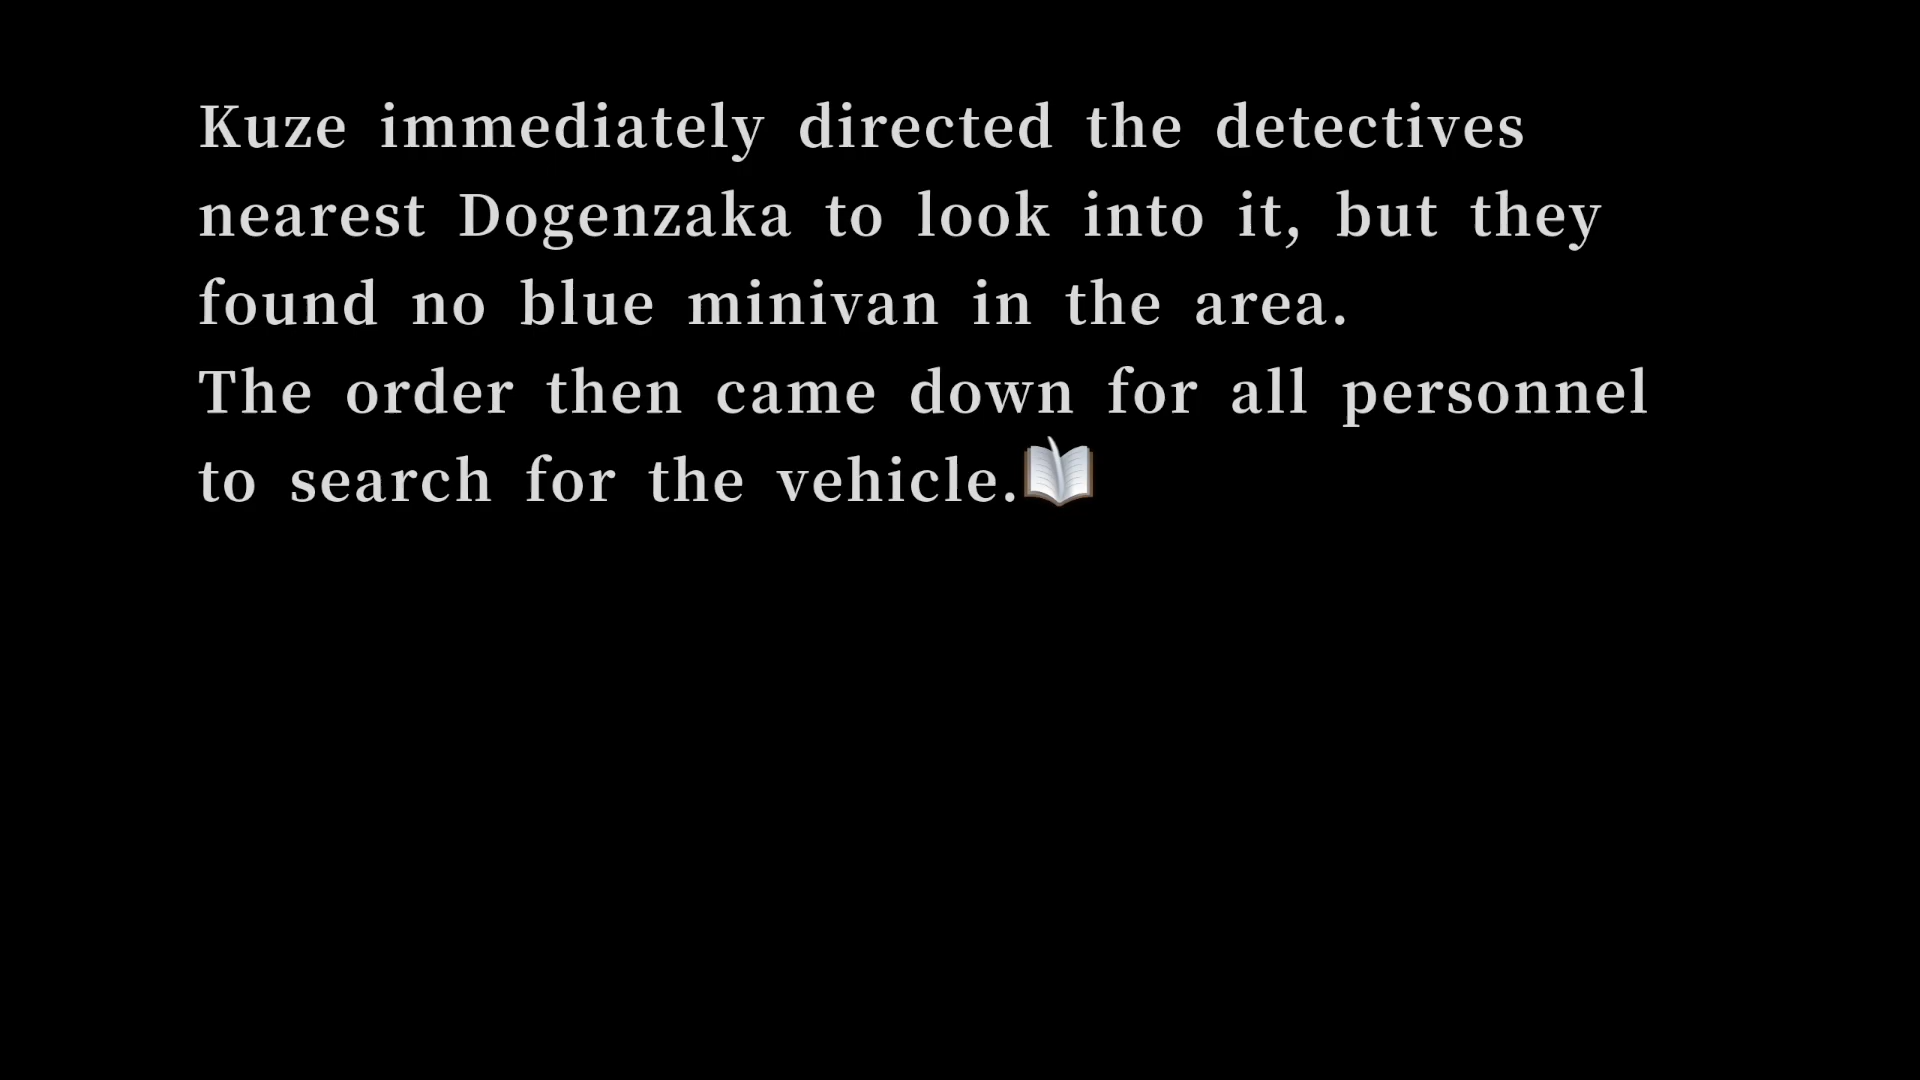 Kuze immediately directed the detectives
nearest Dogenzaka to look into it, but they
found no blue minivan in the area.
The order then came down for all personnel
to search for the vehicle.